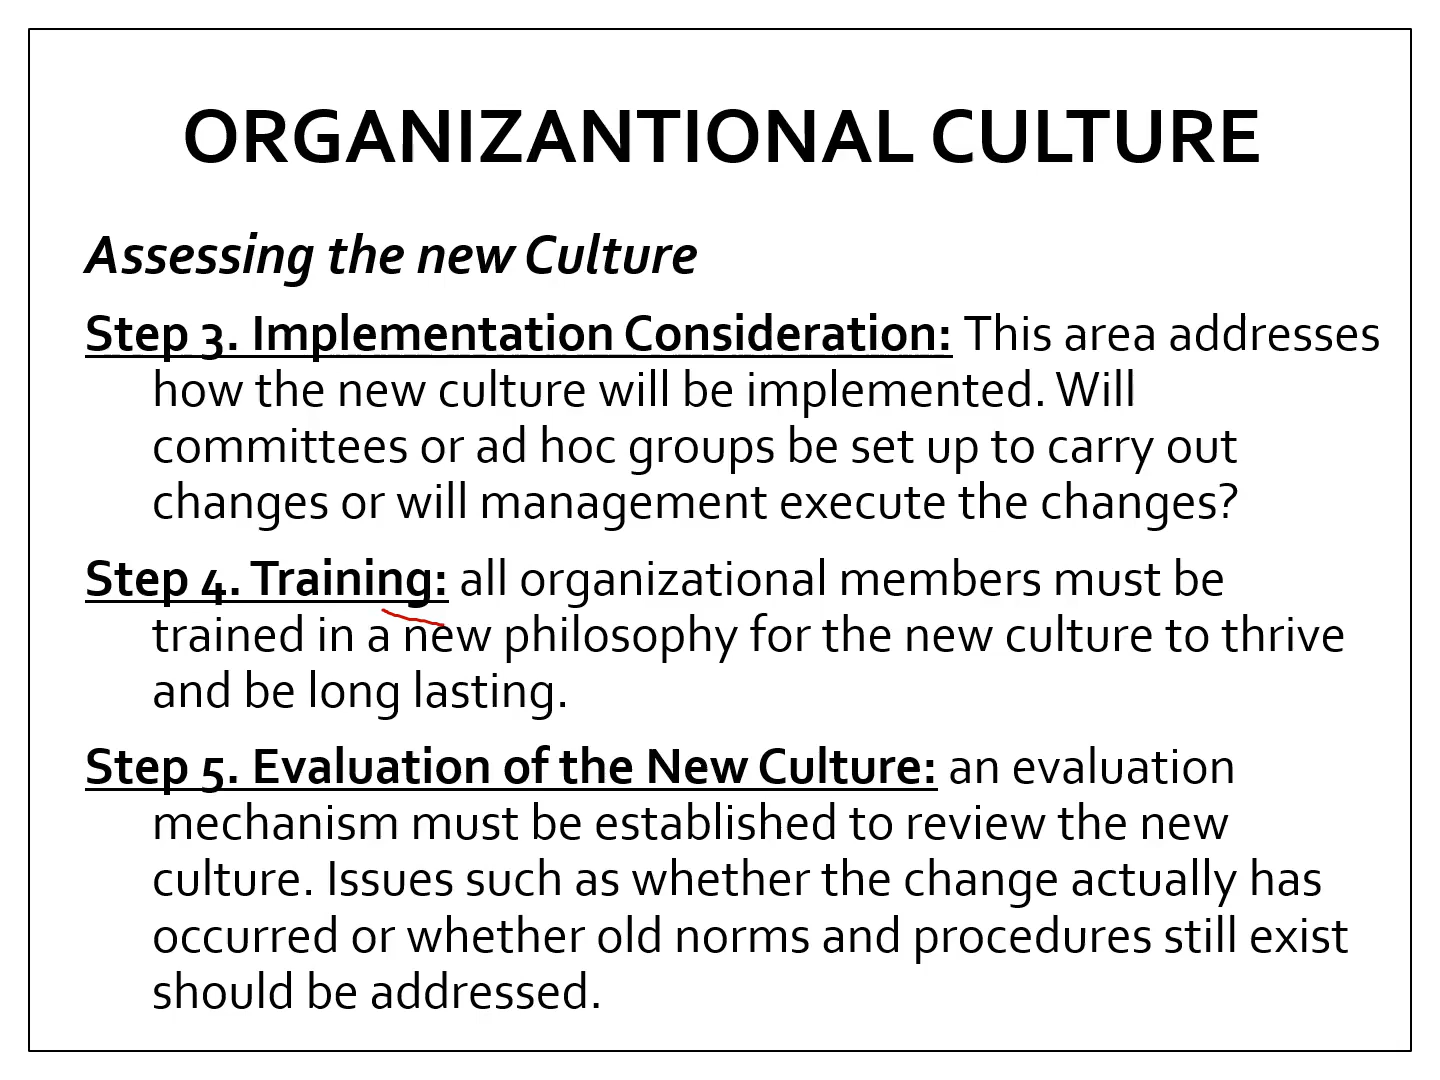 ORGANIZANTIONAL CULTURE
Assessing the new Culture
Step 3. Implementation Consideration: This area addresses
how the new culture will be implemented. Will
committees or ad hoc groups be set up to carry out
changes or will management execute the changes?
Step 4. Training: all organizational members must be
trained in a new philosophy for the new culture to thrive
and be long lasting.
Step 5. Evaluation of the New Culture: an evaluation
mechanism must be established to review the new
culture. Issues such as whether the change actually has
occurred or whether old norms and procedures still exist
should be addressed.